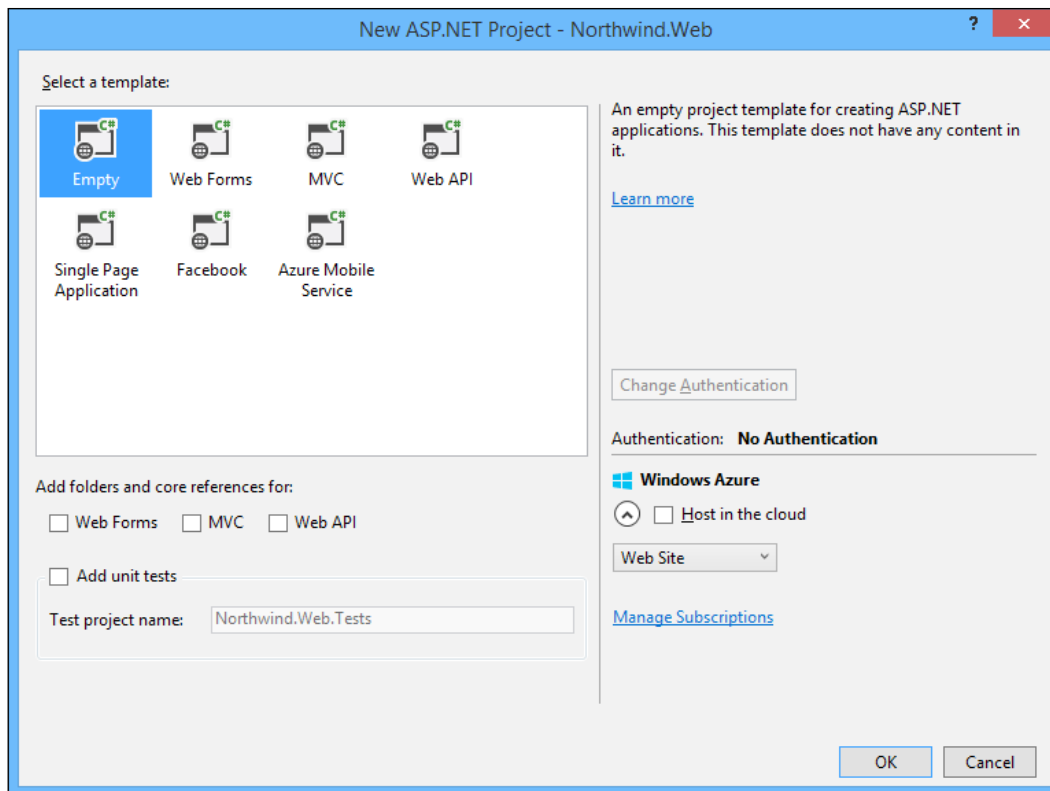 New ASP.NET Project - Northwind.Web
?
×
Select a template:
C# C# C# C#
Empty Web Forms MVC Web API
C# C# C#
Single Page Application Facebook Azure Mobile Service
An empty project template for creating ASP.NET
applications. This template does not have any content in
it.
Learn more
Change Authentication
Authentication: No Authentication
Windows Azure
Host in the cloud
Web Site
Manage Subscriptions
Add folders and core references for:
Web Forms MVC Web API
Add unit tests
Test project name: Northwind.Web.Tests
OK Cancel